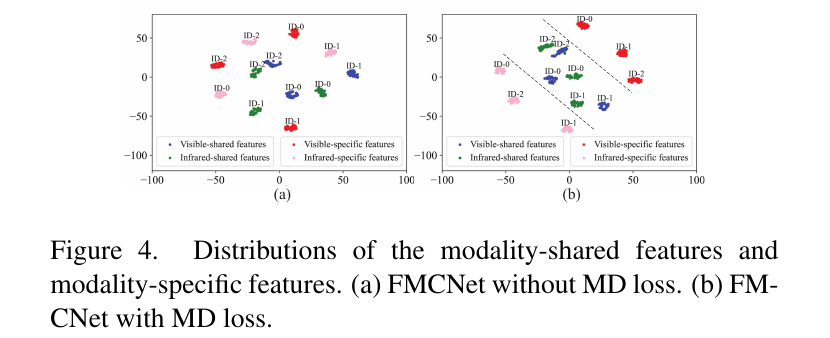 50
0
−50
−100
ID-0
ID-2
ID-1
ID-2
ID-2
ID-2
ID-1
ID-0
ID-0
ID-0
ID-1
ID-1
Visible-shared features
Visible-specific features
Infrared-shared features
Infrared-specific features
−100
−50
0
50
100
(a)
50
0
−50
−100
ID-0
ID-2
ID-2
ID-1
ID-0
ID-0
ID-0
ID-2
ID-2
ID-1
ID-1
ID-1
Visible-shared features
Visible-specific features
Infrared-shared features
Infrared-specific features
−100
−50
0
50
100
(b)
Figure 4. Distributions of the modality-shared features and
modality-specific features. (a) FMCNet without MD loss. (b) FM-
CNet with MD loss.